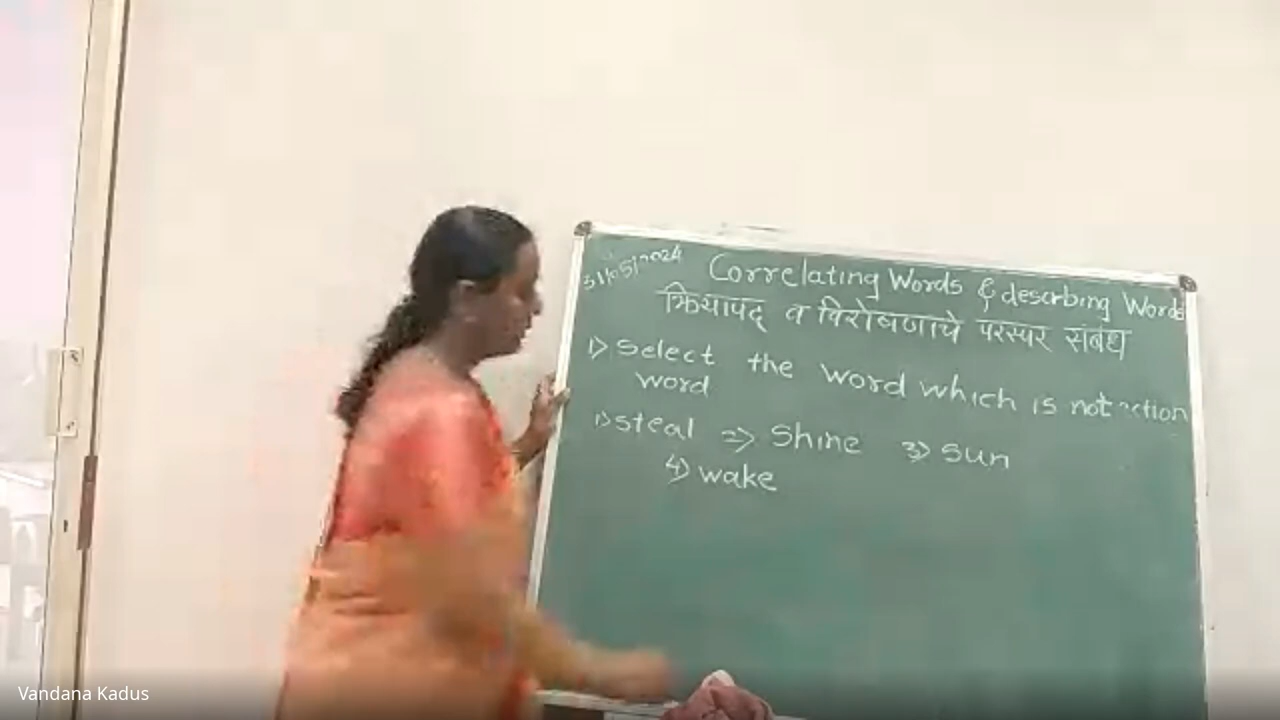 31/05/2024
Correlating Words & describing Words
क्रियापद व विशेषणाचे परस्पर संबंध
1) Select the word which is not action
word
1) steal 2) Shine 3) Sun
4) wake
Vandana Kadus